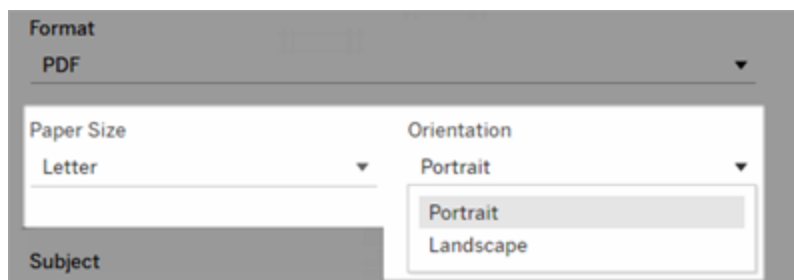 Format
PDF
Paper Size
Letter
Orientation
Portrait
Portrait
Landscape
Subject